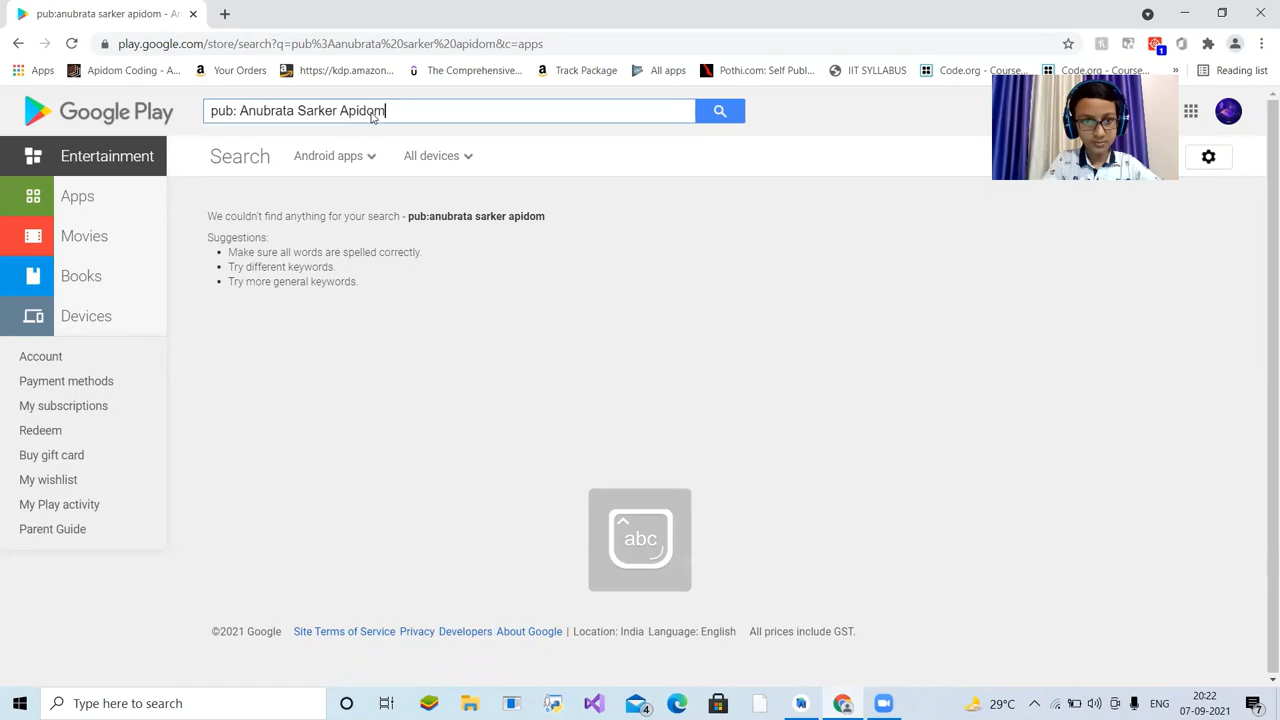 pub:anubrata sarker apidom - An
play.google.com/store/search?q=pub%3Aanubrata%20sarker%20apidom&c=apps
1
Apps
Apidom Coding - A...
Your Orders
https://kdp.amazon...
The Comprehensive...
Track Package
All apps
Pothi.com: Self Publ...
IIT SYLLABUS
Code.org - Course...
Code.org - Course...
»
Reading list
Google Play
pub: Anubrata Sarker Apidom
Entertainment
Search
Android apps
All devices
Apps
Movies
Books
Devices
We couldn't find anything for your search - pub:anubrata sarker apidom
Suggestions:
Make sure all words are spelled correctly.
Try different keywords.
Try more general keywords.
Account
Payment methods
My subscriptions
Redeem
Buy gift card
My wishlist
My Play activity
Parent Guide
abc
©2021 Google Site Terms of Service Privacy Developers About Google | Location: India Language: English All prices include GST.
Type here to search
4
29°C
ENG
20:22
07-09-2021
7